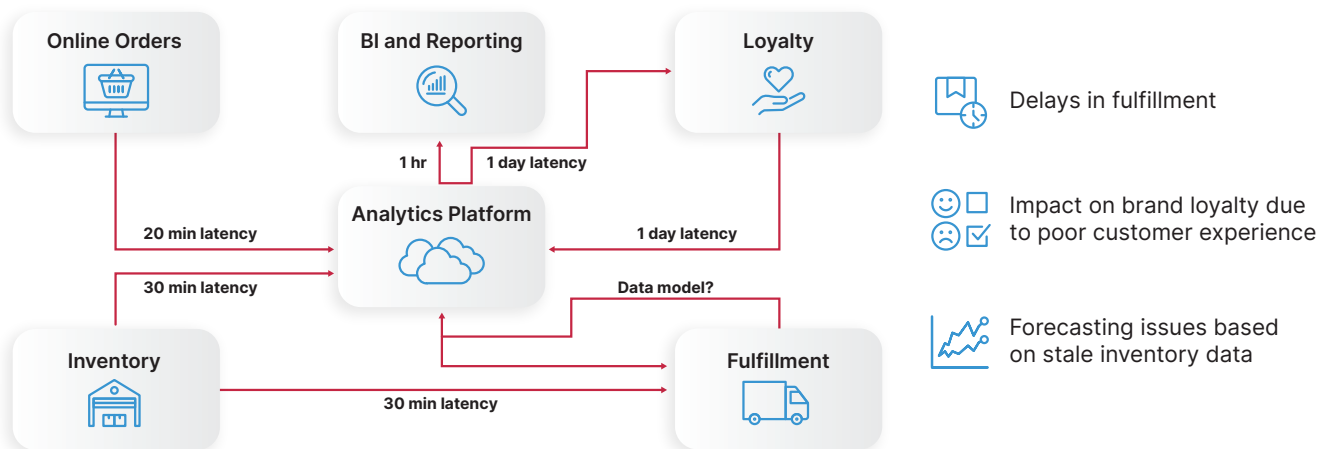 Online Orders
BI and Reporting
Loyalty
1 hr
1 day latency
Analytics Platform
20 min latency
1 day latency
30 min latency
Data model?
Inventory
Fulfillment
30 min latency
Delays in fulfillment
Impact on brand loyalty due
to poor customer experience
Forecasting issues based
on stale inventory data